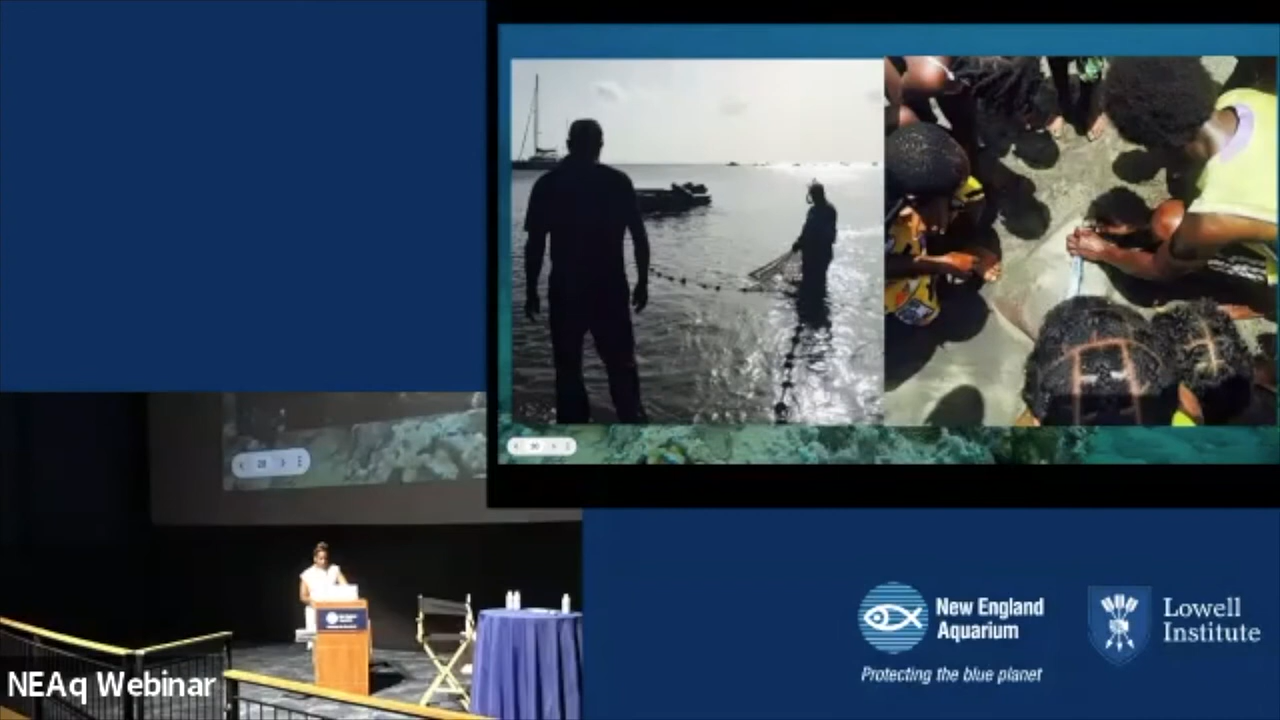 NEAq Webinar
New England
Aquarium
Protecting the blue planet
Lowell
Institute